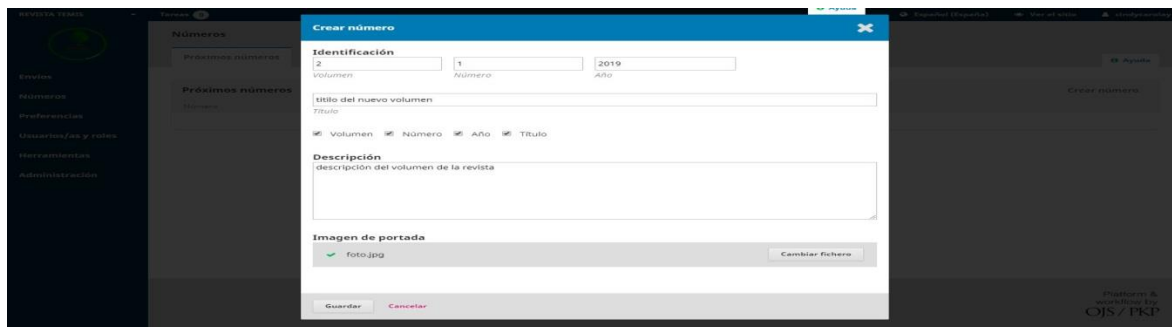 REVISTA TEMIS
Tareas
Ayuda
Español (España)
Ver el sitio
Crear número
Números
Próximos números
Ayuda
Envíos
Números
Preferencias
Usuarios/as y roles
Herramientas
Administración
Próximos números
Crear número
Identificación
2 1 2019
Volumen Número Año
titilo del nuevo volumen
Título
Volumen Número Año Título
Descripción
descripción del volumen de la revista
Imagen de portada
foto.jpg Cambiar fichero
Guardar Cancelar
Platform &
workflow by
OJS / PKP